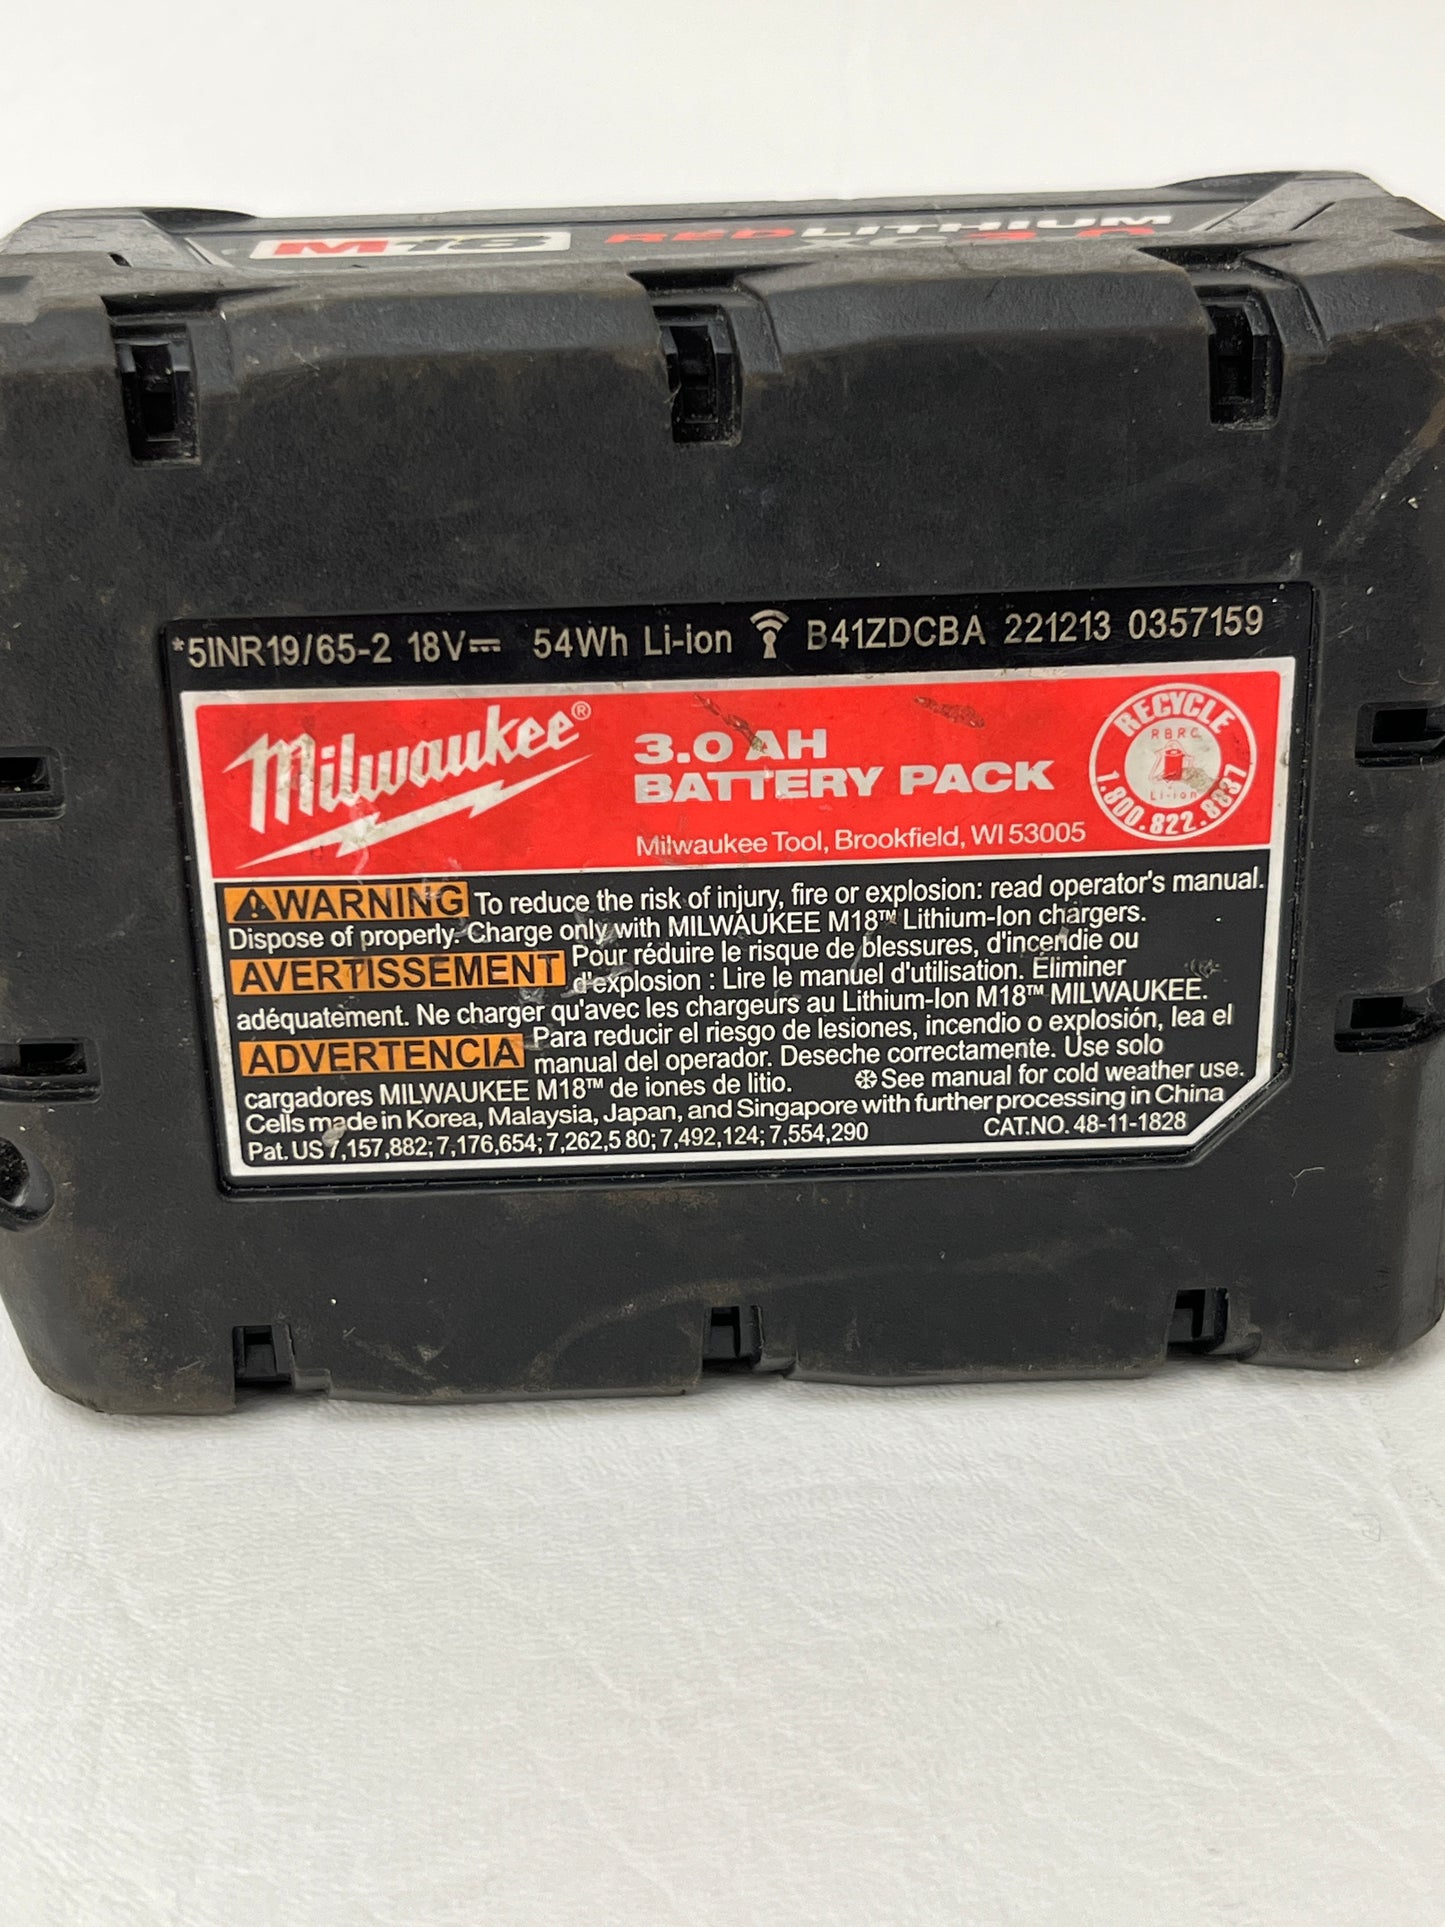 M18 REDLITHIUM
XC3.0
*5INR19/65-2 18V⎓ 54Wh Li-ion B41ZDCBA 221213 0357159
Milwaukee®
3.0 AH
BATTERY PACK
Milwaukee Tool, Brookfield, WI 53005
RECYCLE
RBRC
Li-ion
1.800.822.8837
⚠WARNING To reduce the risk of injury, fire or explosion: read operator's manual.
Dispose of properly. Charge only with MILWAUKEE M18™ Lithium-Ion chargers.
AVERTISSEMENT Pour réduire le risque de blessures, d'incendie ou
d'explosion : Lire le manuel d'utilisation. Éliminer
adéquatement. Ne charger qu'avec les chargeurs au Lithium-Ion M18™ MILWAUKEE.
ADVERTENCIA Para reducir el riesgo de lesiones, incendio o explosión, lea el
manual del operador. Deseche correctamente. Use solo
cargadores MILWAUKEE M18™ de iones de litio. ❄See manual for cold weather use.
Cells made in Korea, Malaysia, Japan, and Singapore with further processing in China
Pat. US 7,157,882; 7,176,654; 7,262,5 80; 7,492,124; 7,554,290 CAT.NO. 48-11-1828